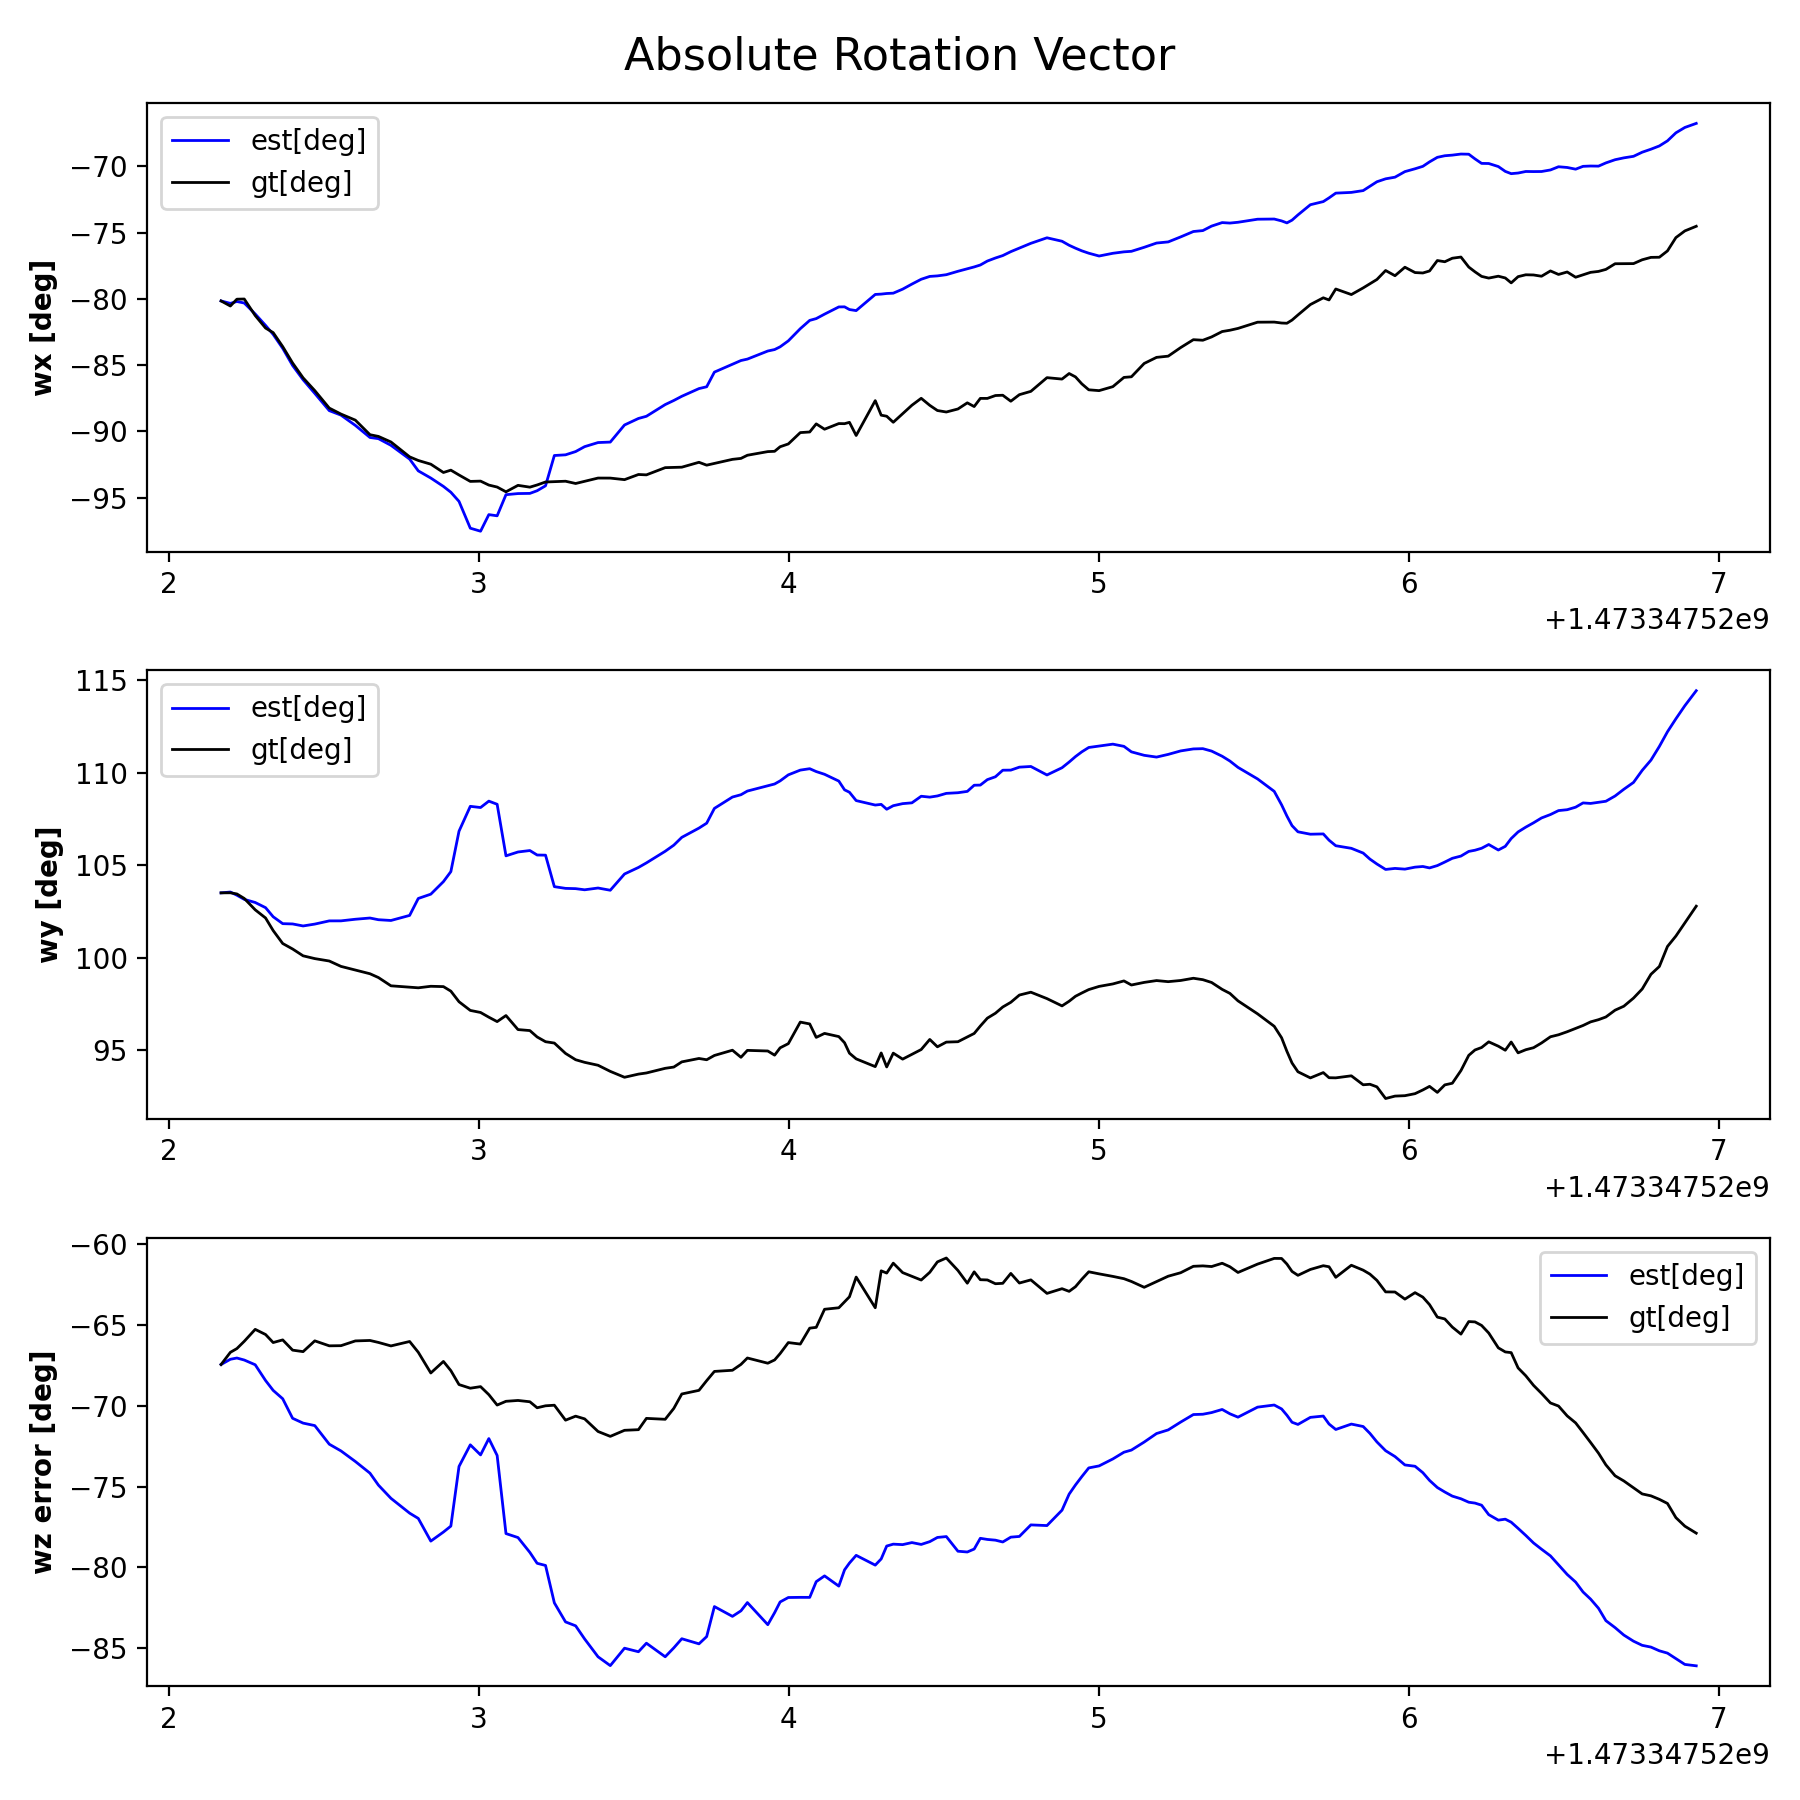 Absolute Rotation Vector
est[deg]
gt[deg]
wx [deg]
−70
−75
−80
−85
−90
−95
2 3 4 5 6 7
+1.47334752e9
est[deg]
gt[deg]
wy [deg]
115
110
105
100
95
2 3 4 5 6 7
+1.47334752e9
est[deg]
gt[deg]
wz error [deg]
−60
−65
−70
−75
−80
−85
2 3 4 5 6 7
+1.47334752e9